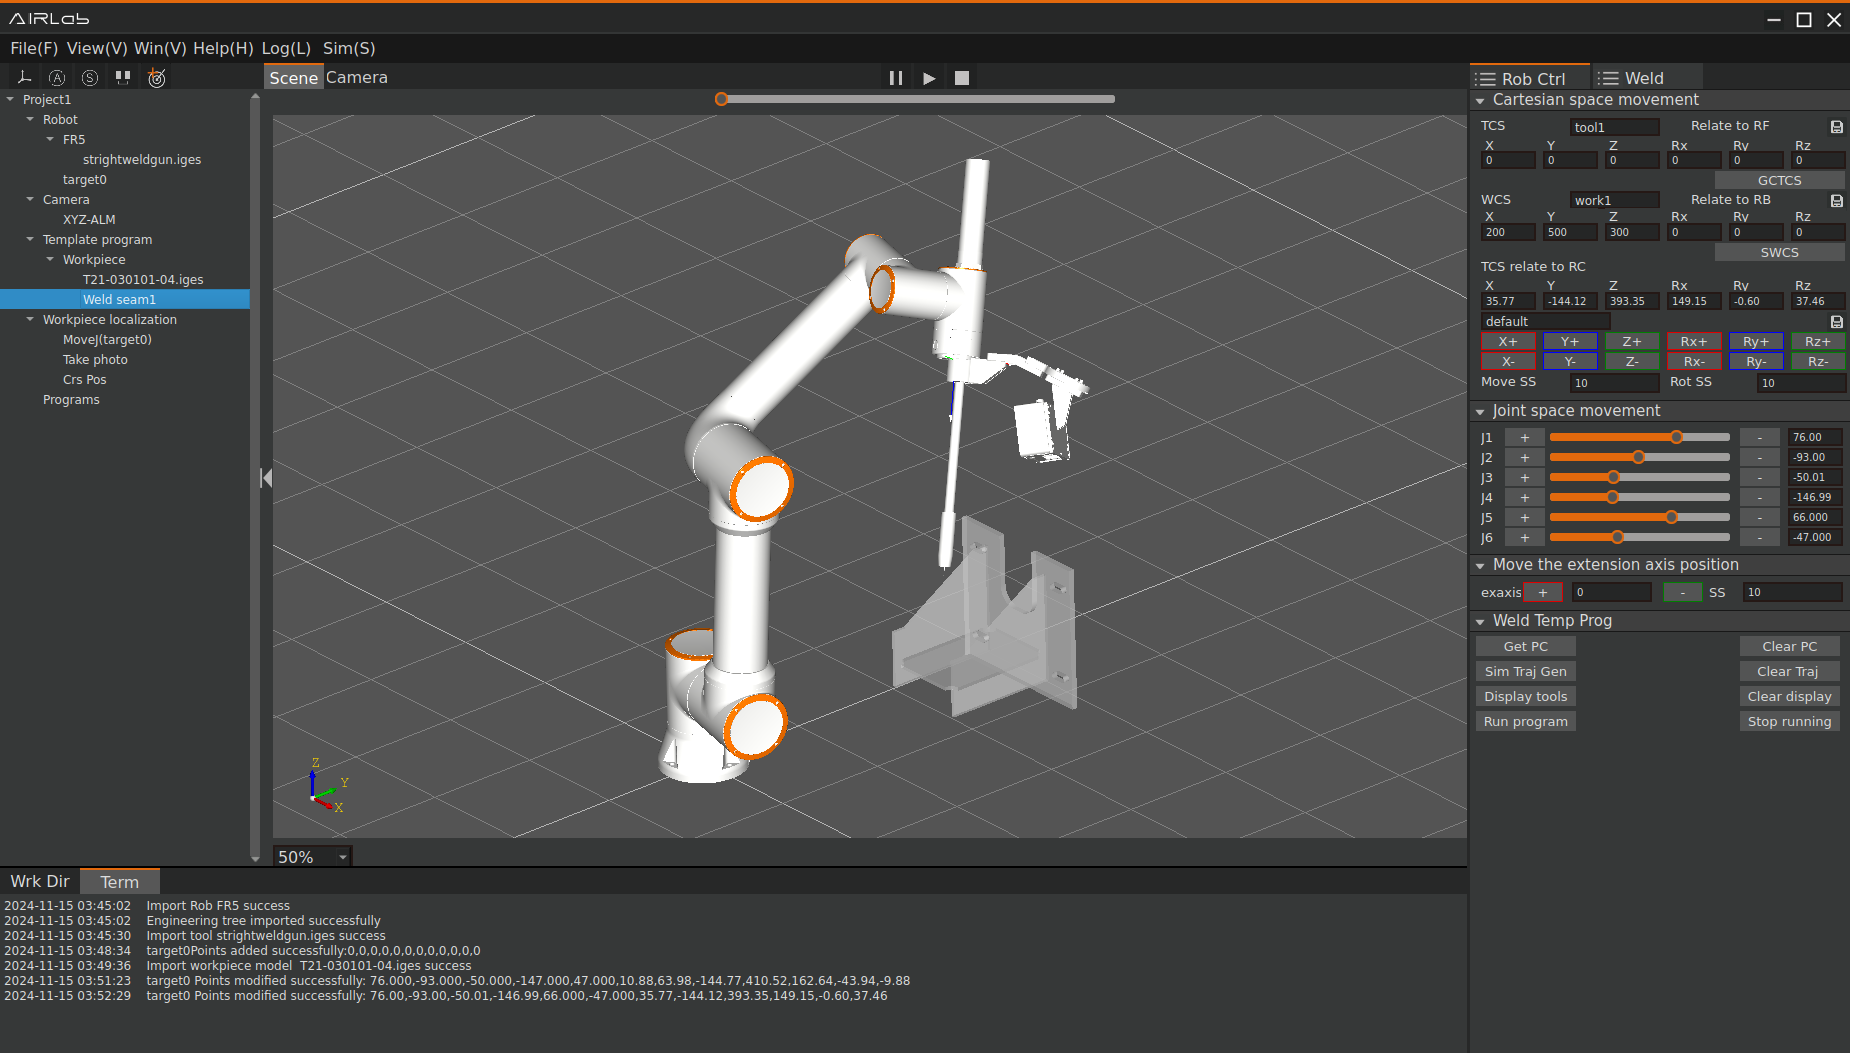 AIRLab
File(F) View(V) Win(V) Help(H) Log(L) Sim(S)
A S
Scene Camera
Rob Ctrl Weld
Project1
Robot
FR5
strightweldgun.iges
target0
Camera
XYZ-ALM
Template program
Workpiece
T21-030101-04.iges
Weld seam1
Workpiece localization
MoveJ(target0)
Take photo
Crs Pos
Programs
Z
Y
X
50%
Cartesian space movement
TCS tool1 Relate to RF
X Y Z Rx Ry Rz
0 0 0 0 0 0
GCTCS
WCS work1 Relate to RB
X Y Z Rx Ry Rz
200 500 300 0 0 0
SWCS
TCS relate to RC
X Y Z Rx Ry Rz
35.77 -144.12 393.35 149.15 -0.60 37.46
default
X+ Y+ Z+ Rx+ Ry+ Rz+
X- Y- Z- Rx- Ry- Rz-
Move SS 10 Rot SS 10
Joint space movement
J1 + - 76.00
J2 + - -93.00
J3 + - -50.01
J4 + - -146.99
J5 + - 66.000
J6 + - -47.000
Move the extension axis position
exaxis + 0 - SS 10
Weld Temp Prog
Get PC Clear PC
Sim Traj Gen Clear Traj
Display tools Clear display
Run program Stop running
Wrk Dir Term
2024-11-15 03:45:02 Import Rob FR5 success
2024-11-15 03:45:02 Engineering tree imported successfully
2024-11-15 03:45:30 Import tool strightweldgun.iges success
2024-11-15 03:48:34 target0Points added successfully:0,0,0,0,0,0,0,0,0,0,0,0
2024-11-15 03:49:36 Import workpiece model T21-030101-04.iges success
2024-11-15 03:51:23 target0 Points modified successfully: 76.000,-93.000,-50.000,-147.000,47.000,10.88,63.98,-144.77,410.52,162.64,-43.94,-9.88
2024-11-15 03:52:29 target0 Points modified successfully: 76.00,-93.00,-50.01,-146.99,66.000,-47.000,35.77,-144.12,393.35,149.15,-0.60,37.46